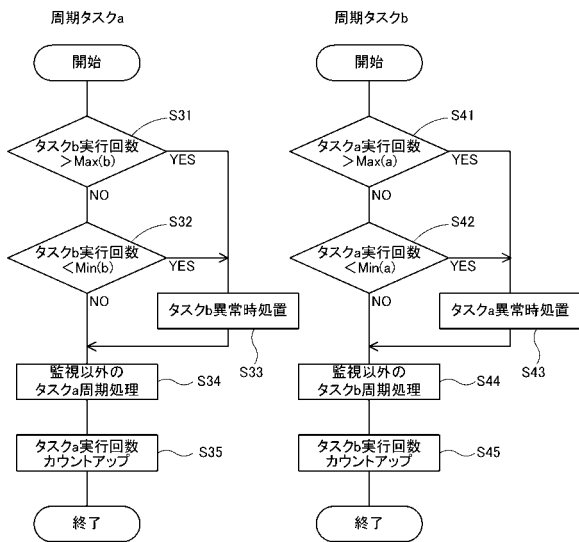 周期タスクa
開始
S31
タスクb実行回数
＞Max(b)
YES
NO
S32
タスクb実行回数
＜Min(b)
YES
NO
タスクb異常時処置
S33
監視以外の
タスクa周期処理
S34
タスクa実行回数
カウントアップ
S35
終了
周期タスクb
開始
S41
タスクa実行回数
＞Max(a)
YES
NO
S42
タスクa実行回数
＜Min(a)
YES
NO
タスクa異常時処置
S43
監視以外の
タスクb周期処理
S44
タスクb実行回数
カウントアップ
S45
終了